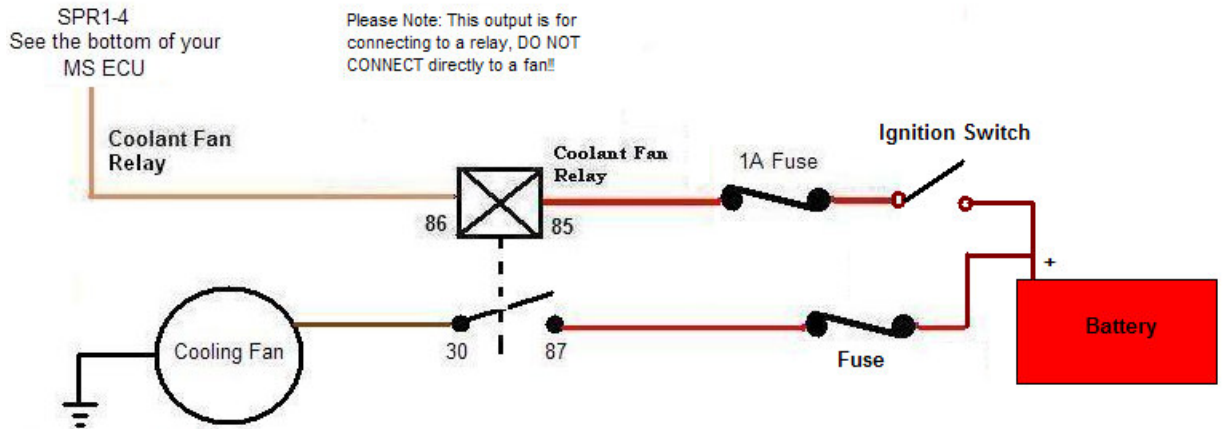 SPR1-4
See the bottom of your
MS ECU
Please Note: This output is for
connecting to a relay, DO NOT
CONNECT directly to a fan!!
Coolant Fan
Relay
Coolant Fan
Relay
1A Fuse
Ignition Switch
86
85
+
Battery
Cooling Fan
30
87
Fuse